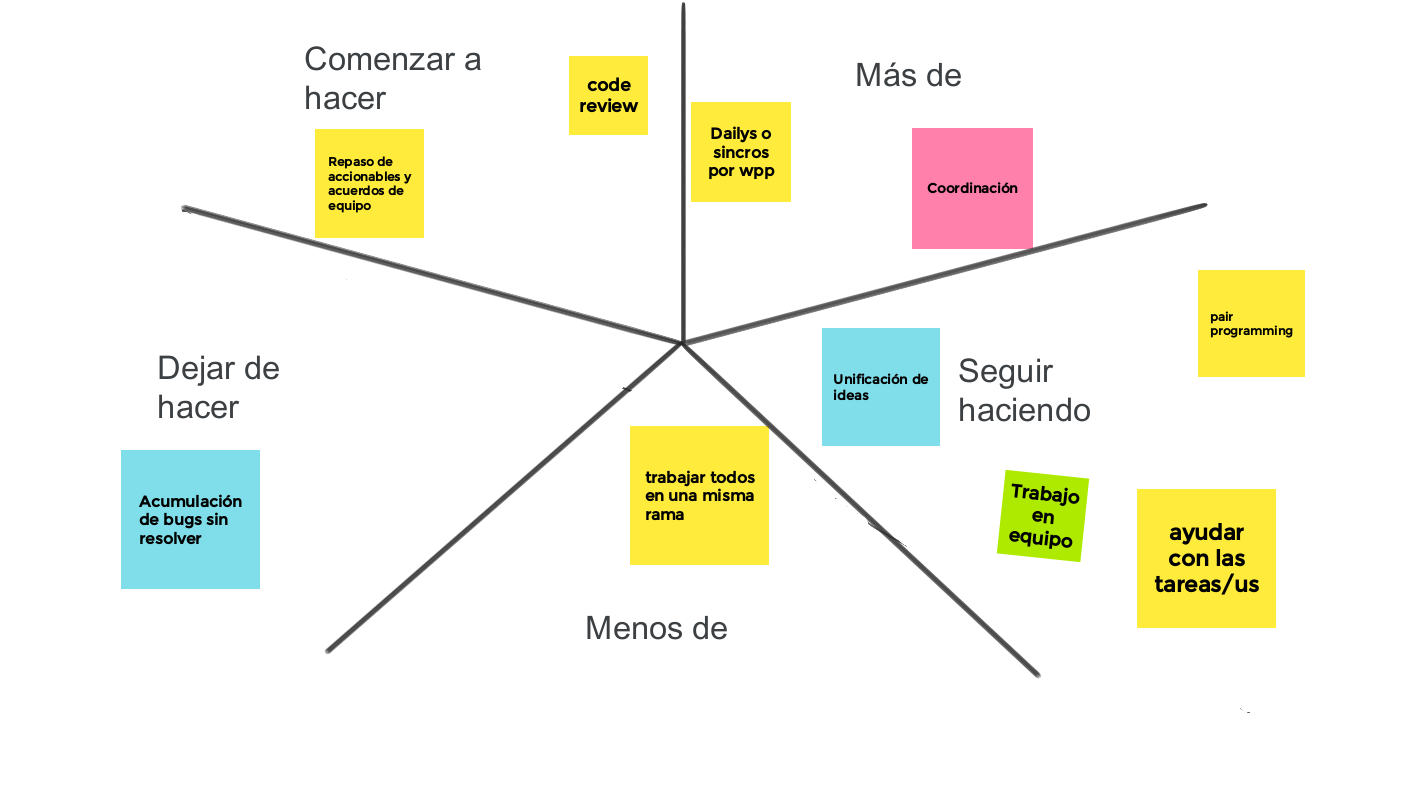 Comenzar a
hacer
code
review
Repaso de
accionables y
acuerdos de
equipo
Más de
Dailys o
sincros
por wpp
Coordinación
Dejar de
hacer
Acumulación
de bugs sin
resolver
trabajar todos
en una misma
rama
Menos de
Unificación de
ideas
Seguir
haciendo
pair
programming
Trabajo
en
equipo
ayudar
con las
tareas/us